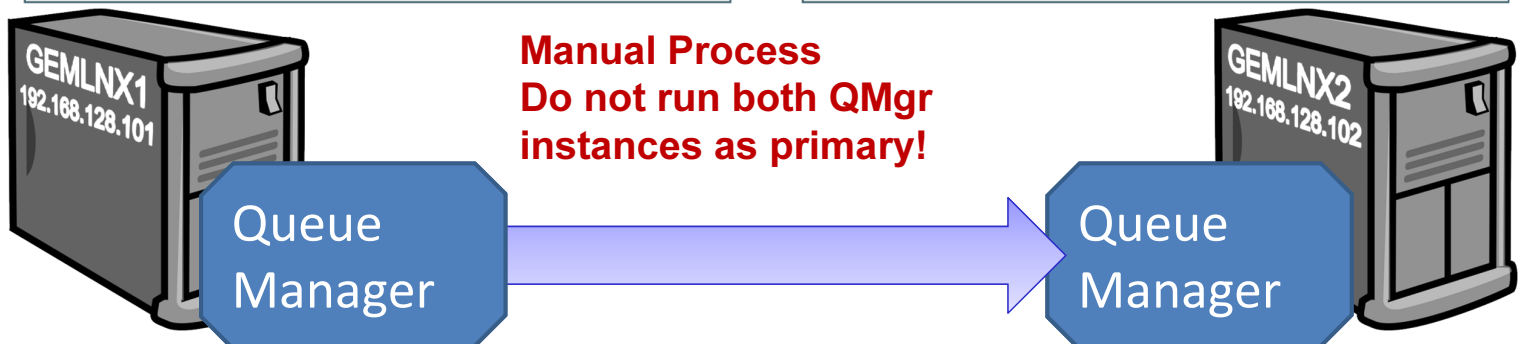 GEMLNX1
192.168.128.101
Manual Process
Do not run both QMgr
instances as primary!
GEMLNX2
192.168.128.102
Queue
Manager
Queue
Manager